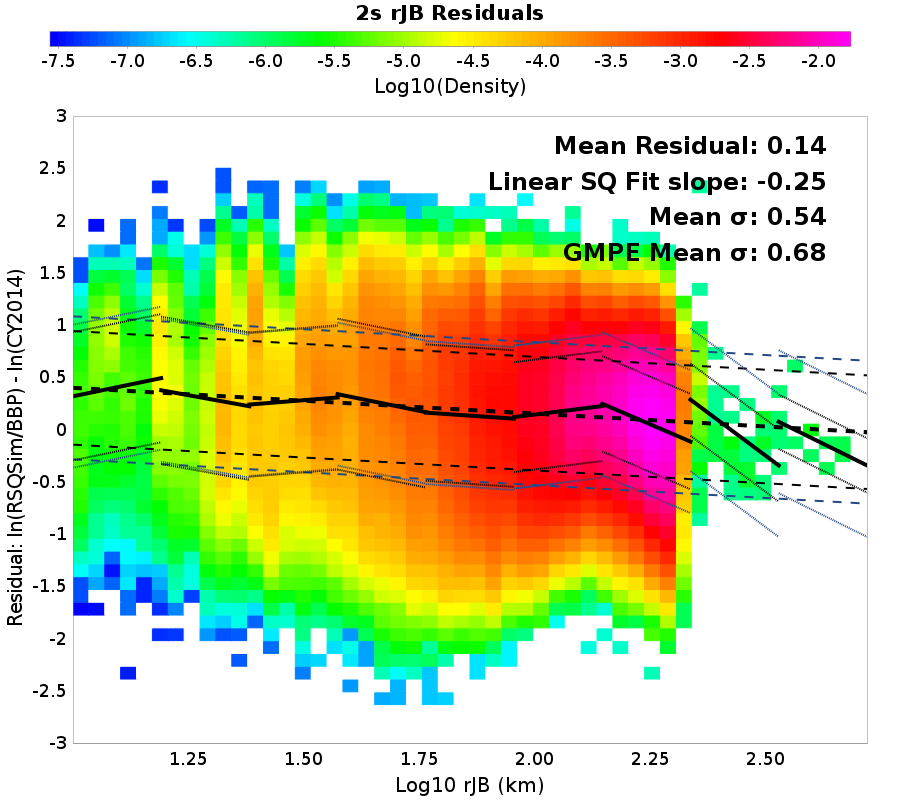 2s rJB Residuals
-7.5 -7.0 -6.5 -6.0 -5.5 -5.0 -4.5 -4.0 -3.5 -3.0 -2.5 -2.0
Log10(Density)
Mean Residual: 0.14
Linear SQ Fit slope: -0.25
Mean σ: 0.54
GMPE Mean σ: 0.68
Residual: ln(RSQSim/BBP) - ln(CY2014)
3
2.5
2
1.5
1
0.5
0
-0.5
-1
-1.5
-2
-2.5
-3
1.25 1.50 1.75 2.00 2.25 2.50
Log10 rJB (km)